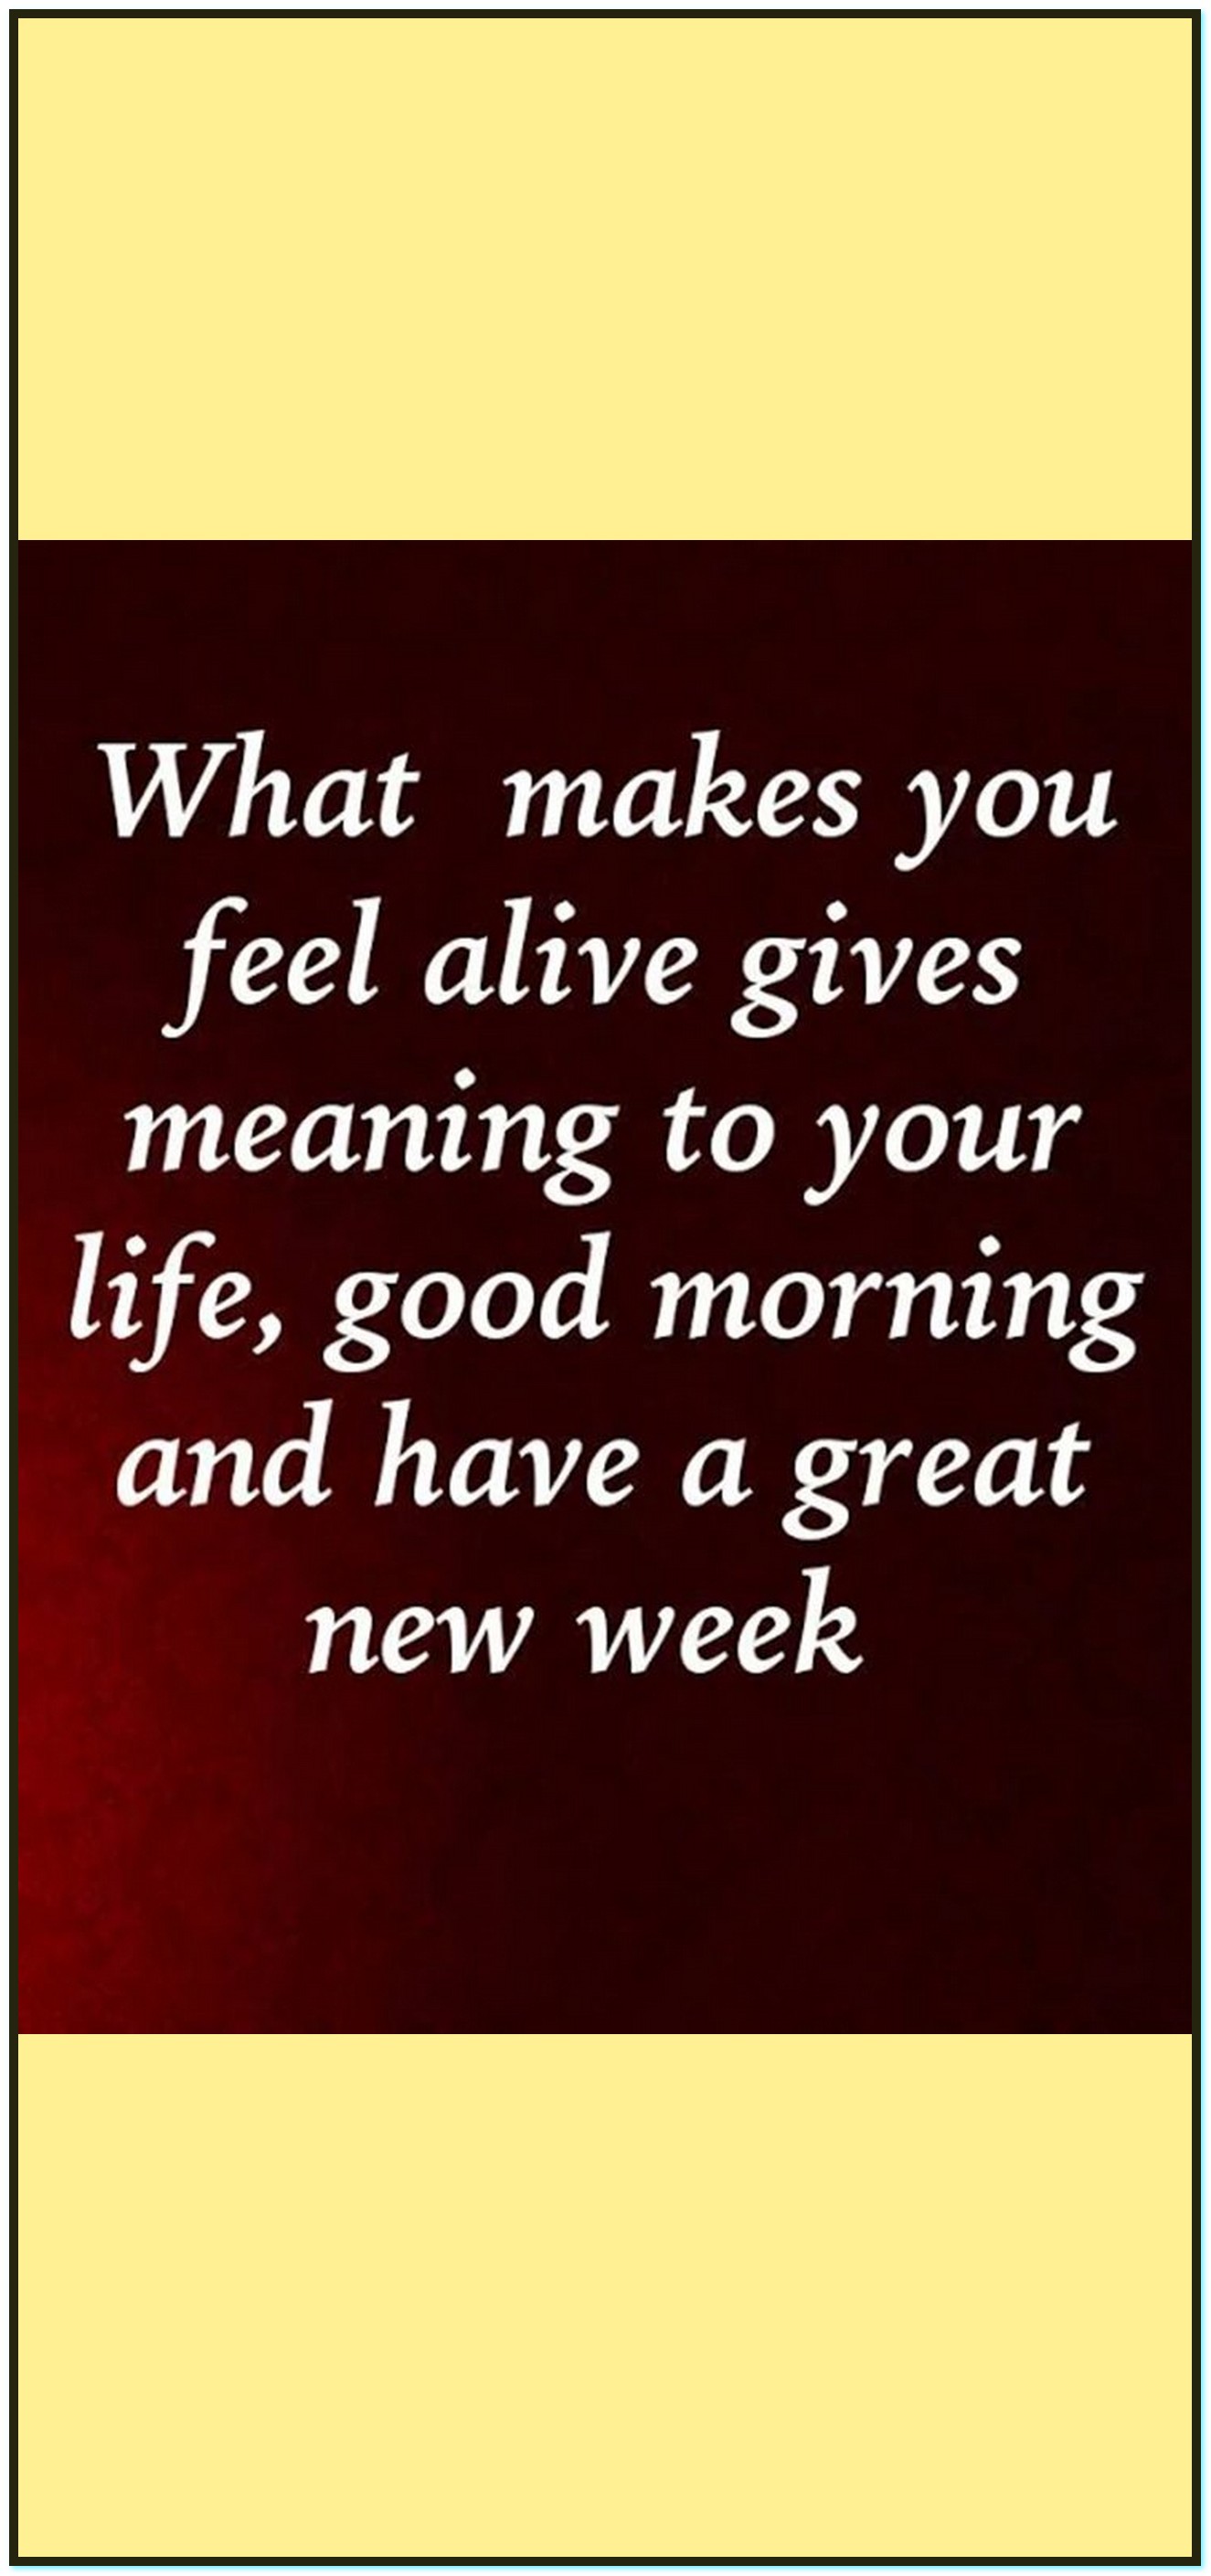 What  makes you
feel alive gives
meaning to your
life, good morning
and have a great
new week